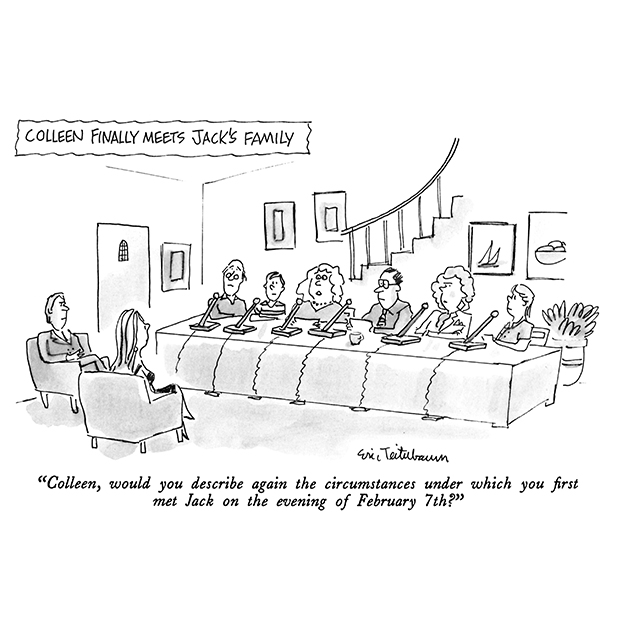 COLLEEN FINALLY MEETS JACK'S FAMILY
Eric Teitelbaum
“Colleen, would you describe again the circumstances under which you first
met Jack on the evening of February 7th?”